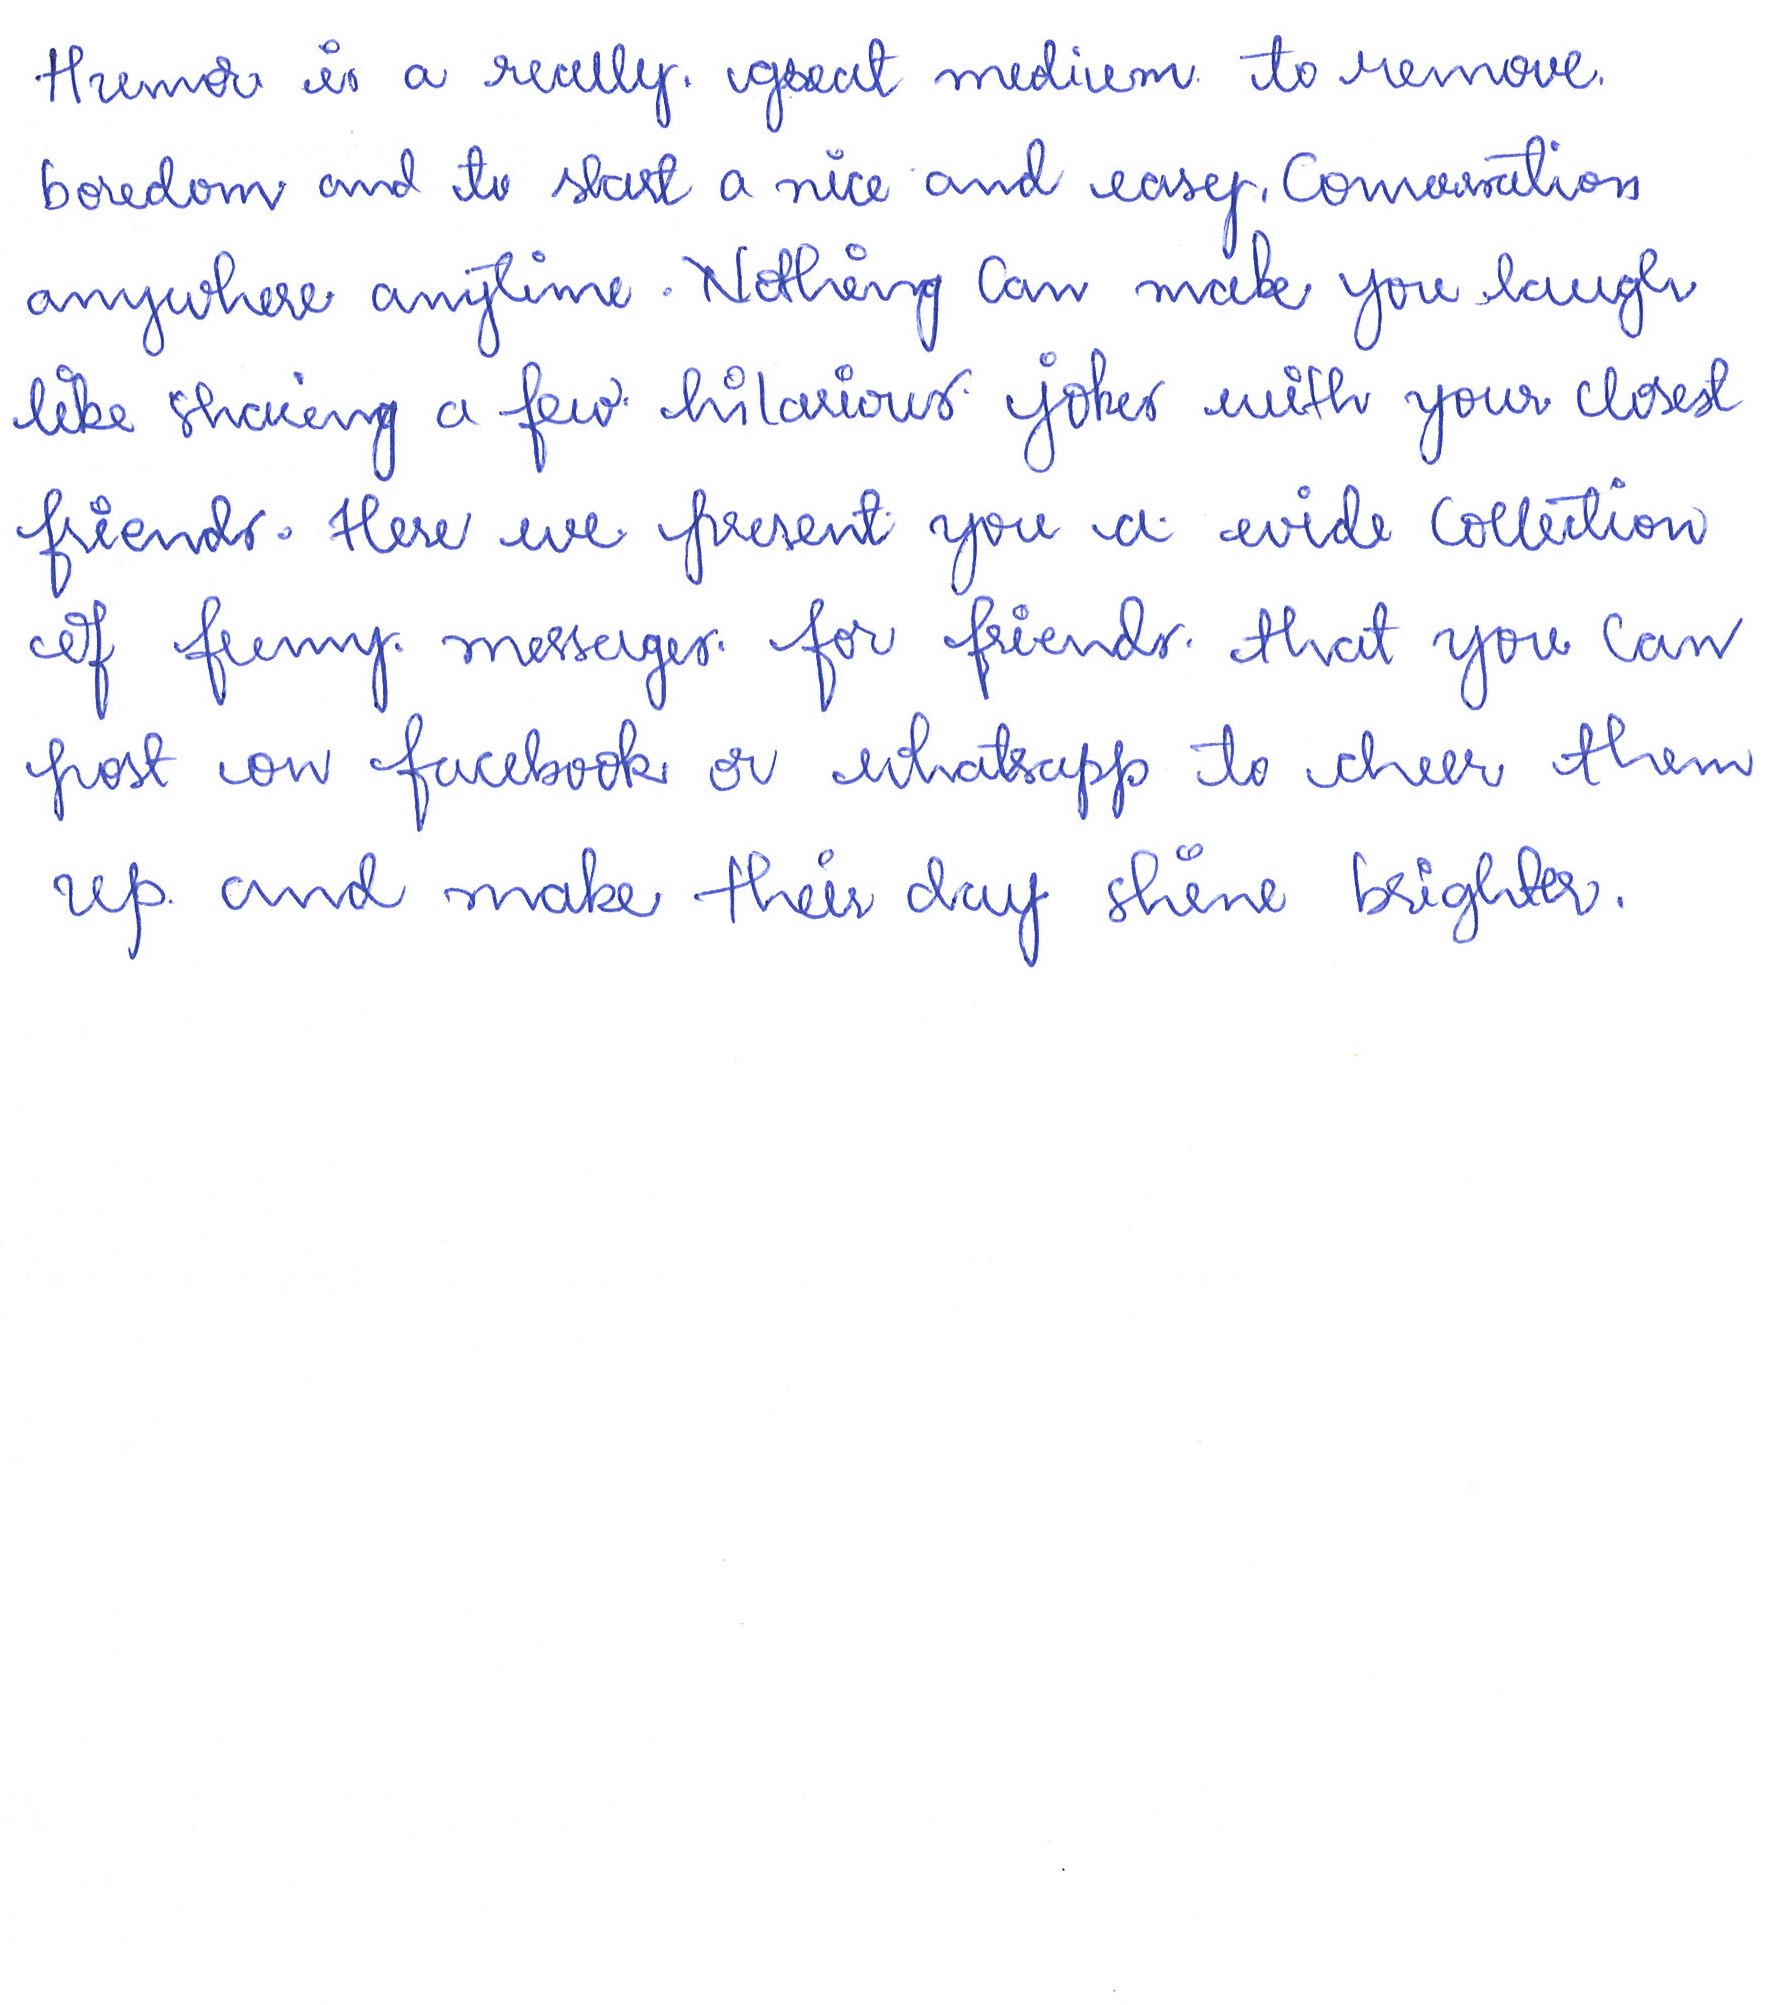 Humor is a really great medium to remove
boredom and to start a nice and easy. Conversation
anywhere anytime. Nothing Can make you laugh
like sharing a few hilarious jokes with your closest
friends. Here we present you a wide Collection
of funny messages for friends that you Can
post on facebook or whatsapp to cheer them
up and make their day shine brighter.